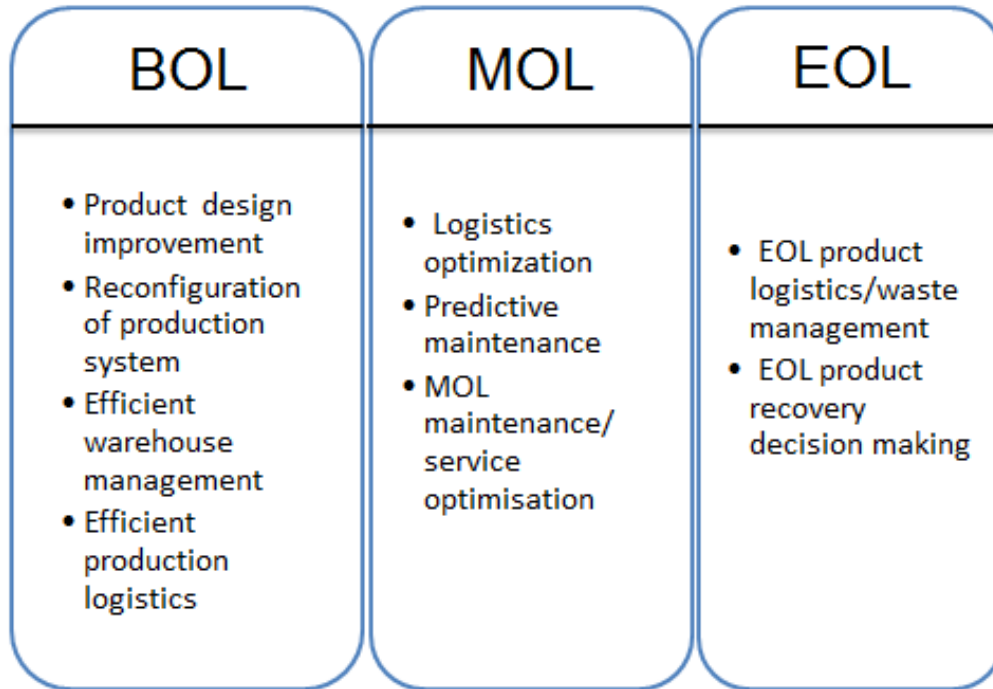 BOL
• Product design
improvement
• Reconfiguration
of production
system
• Efficient
warehouse
management
• Efficient
production
logistics
MOL
• Logistics
optimization
• Predictive
maintenance
• MOL
maintenance/
service
optimisation
EOL
• EOL product
logistics/waste
management
• EOL product
recovery
decision making